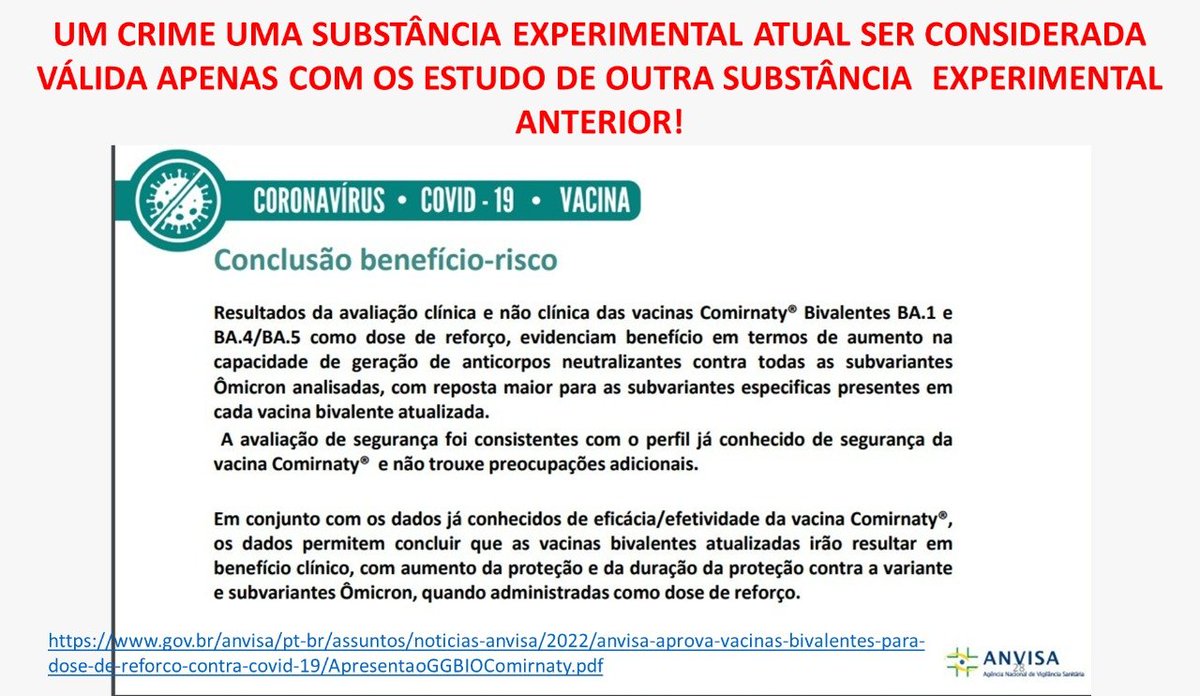 UM CRIME UMA SUBSTÂNCIA EXPERIMENTAL ATUAL SER CONSIDERADA
VÁLIDA APENAS COM OS ESTUDO DE OUTRA SUBSTÂNCIA EXPERIMENTAL
ANTERIOR!
CORONAVÍRUS • COVID - 19 • VACINA
Conclusão benefício-risco
Resultados da avaliação clínica e não clínica das vacinas Comirnaty® Bivalentes BA.1 e
BA.4/BA.5 como dose de reforço, evidenciam benefício em termos de aumento na
capacidade de geração de anticorpos neutralizantes contra todas as subvariantes
Ômicron analisadas, com reposta maior para as subvariantes especificas presentes em
cada vacina bivalente atualizada.
A avaliação de segurança foi consistentes com o perfil já conhecido de segurança da
vacina Comirnaty® e não trouxe preocupações adicionais.
Em conjunto com os dados já conhecidos de eficácia/efetividade da vacina Comirnaty®,
os dados permitem concluir que as vacinas bivalentes atualizadas irão resultar em
benefício clínico, com aumento da proteção e da duração da proteção contra a variante
e subvariantes Ômicron, quando administradas como dose de reforço.
https://www.gov.br/anvisa/pt-br/assuntos/noticias-anvisa/2022/anvisa-aprova-vacinas-bivalentes-para-
dose-de-reforco-contra-covid-19/ApresentaoGGBIOComirnaty.pdf
ANVISA
28
Agência Nacional de Vigilância Sanitária